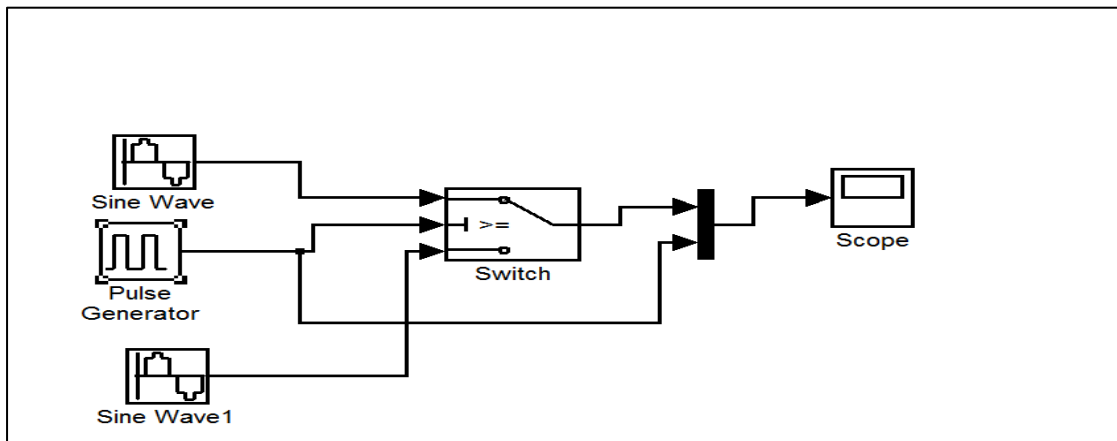 Sine Wave
Pulse
Generator
Sine Wave1
>=
Switch
Scope